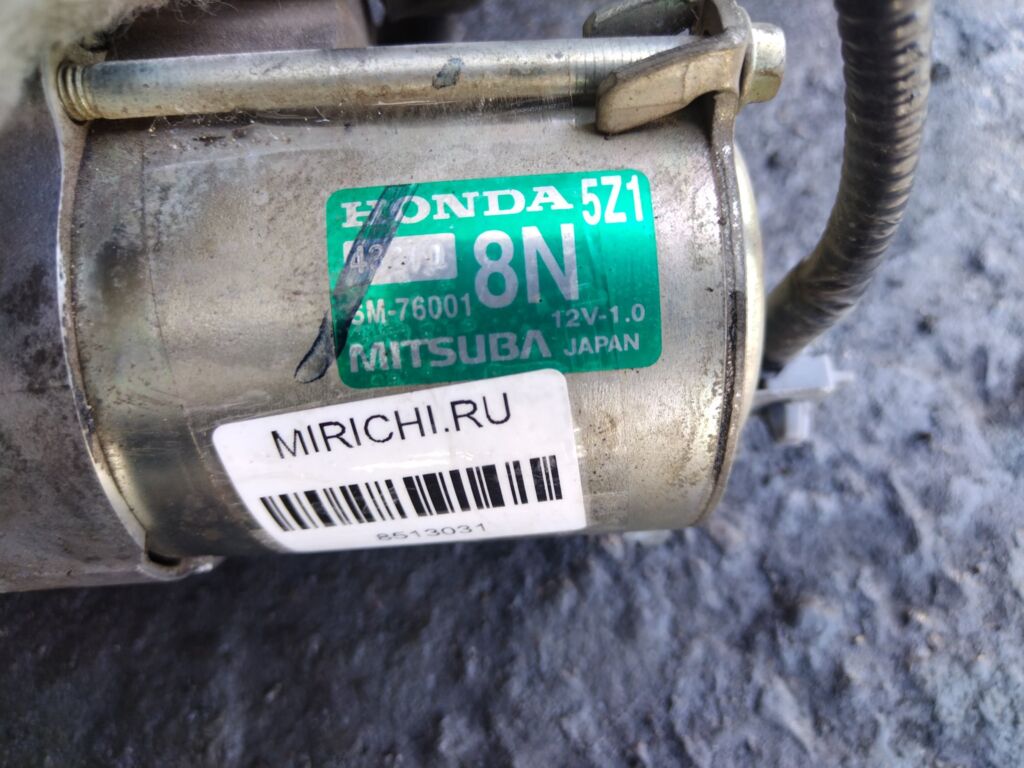 HONDA 5Z1
8N
SM-76001
12V-1.0
MITSUBA JAPAN
MIRICHI.RU
8513031